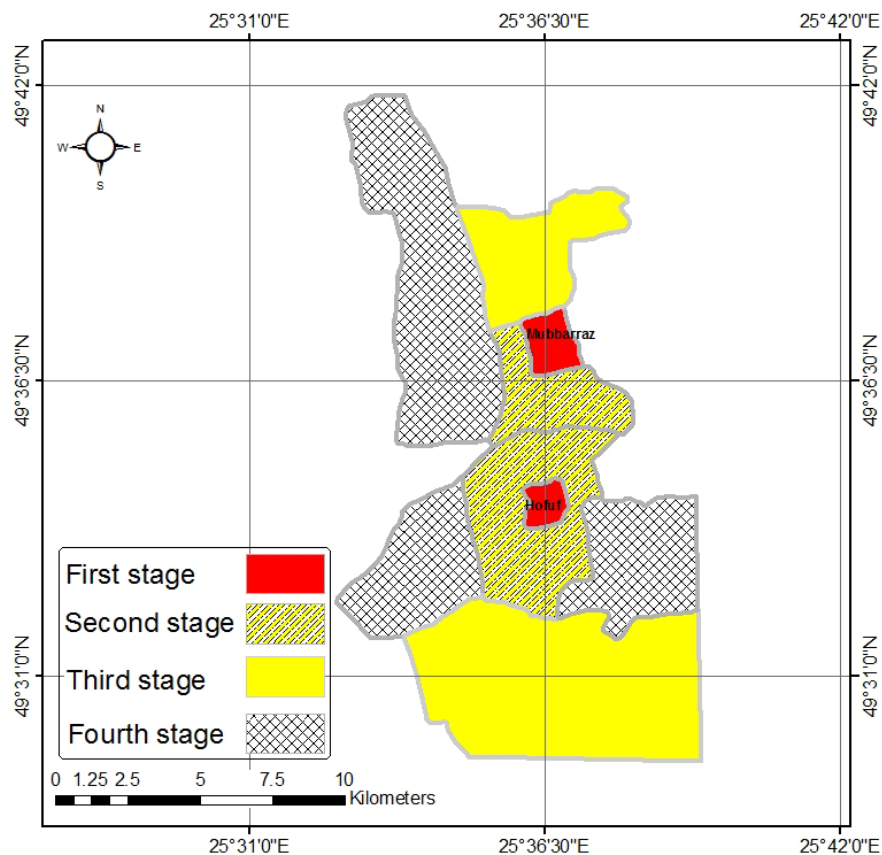 25°31'0"E 25°36'30"E 25°42'0"E
49°42'0"N 49°42'0"N
N
W E
S
Mubbarraz
49°36'30"N 49°36'30"N
Hofuf
First stage
Second stage
Third stage
Fourth stage
49°31'0"N 49°31'0"N
0 1.25 2.5 5 7.5 10
Kilometers
25°31'0"E 25°36'30"E 25°42'0"E